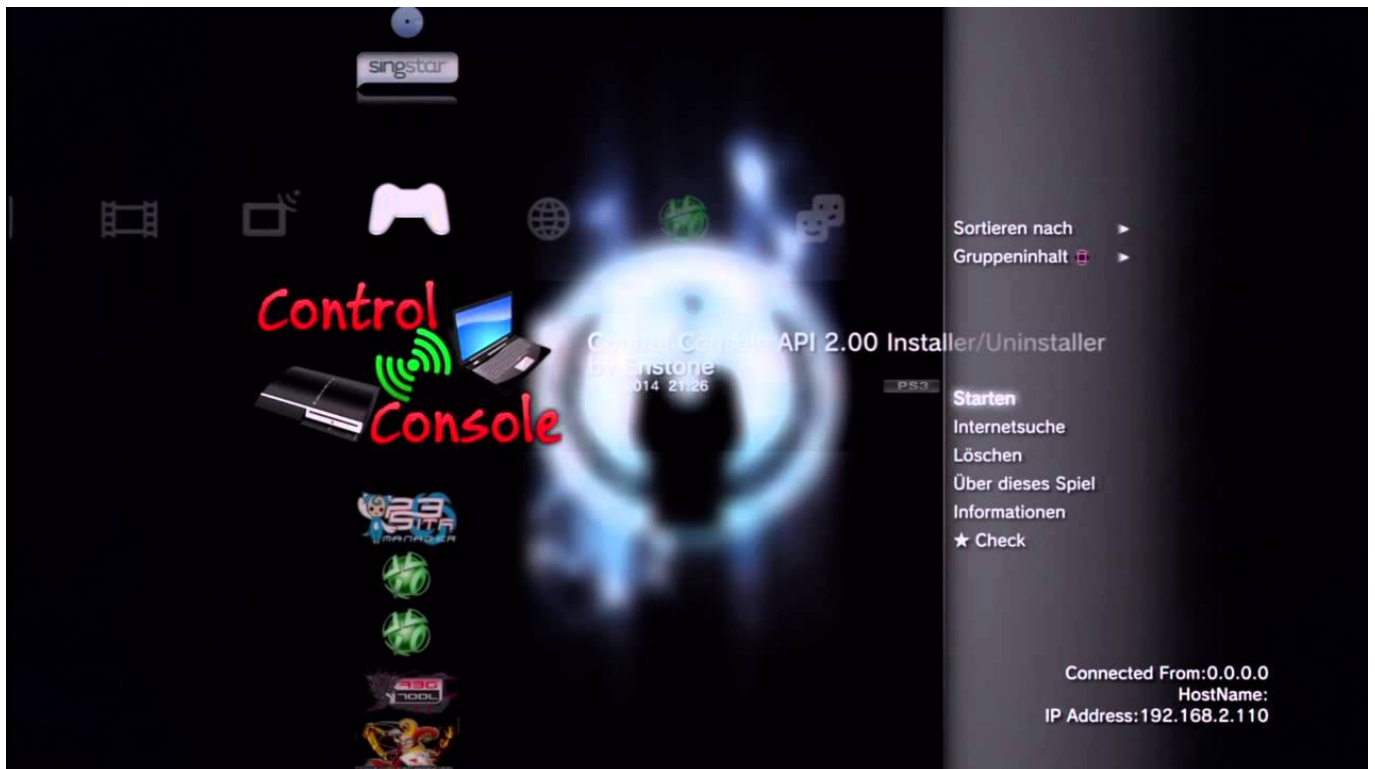 singstar
Sortieren nach
Gruppeninhalt
Control
Console
Control Console API 2.00 Installer/Uninstaller
by Enstone
2014 21:26
PS3
Starten
Internetsuche
Löschen
Über dieses Spiel
Informationen
★ Check
MANAGER
TOOL
Connected From:0.0.0.0
HostName:
IP Address:192.168.2.110